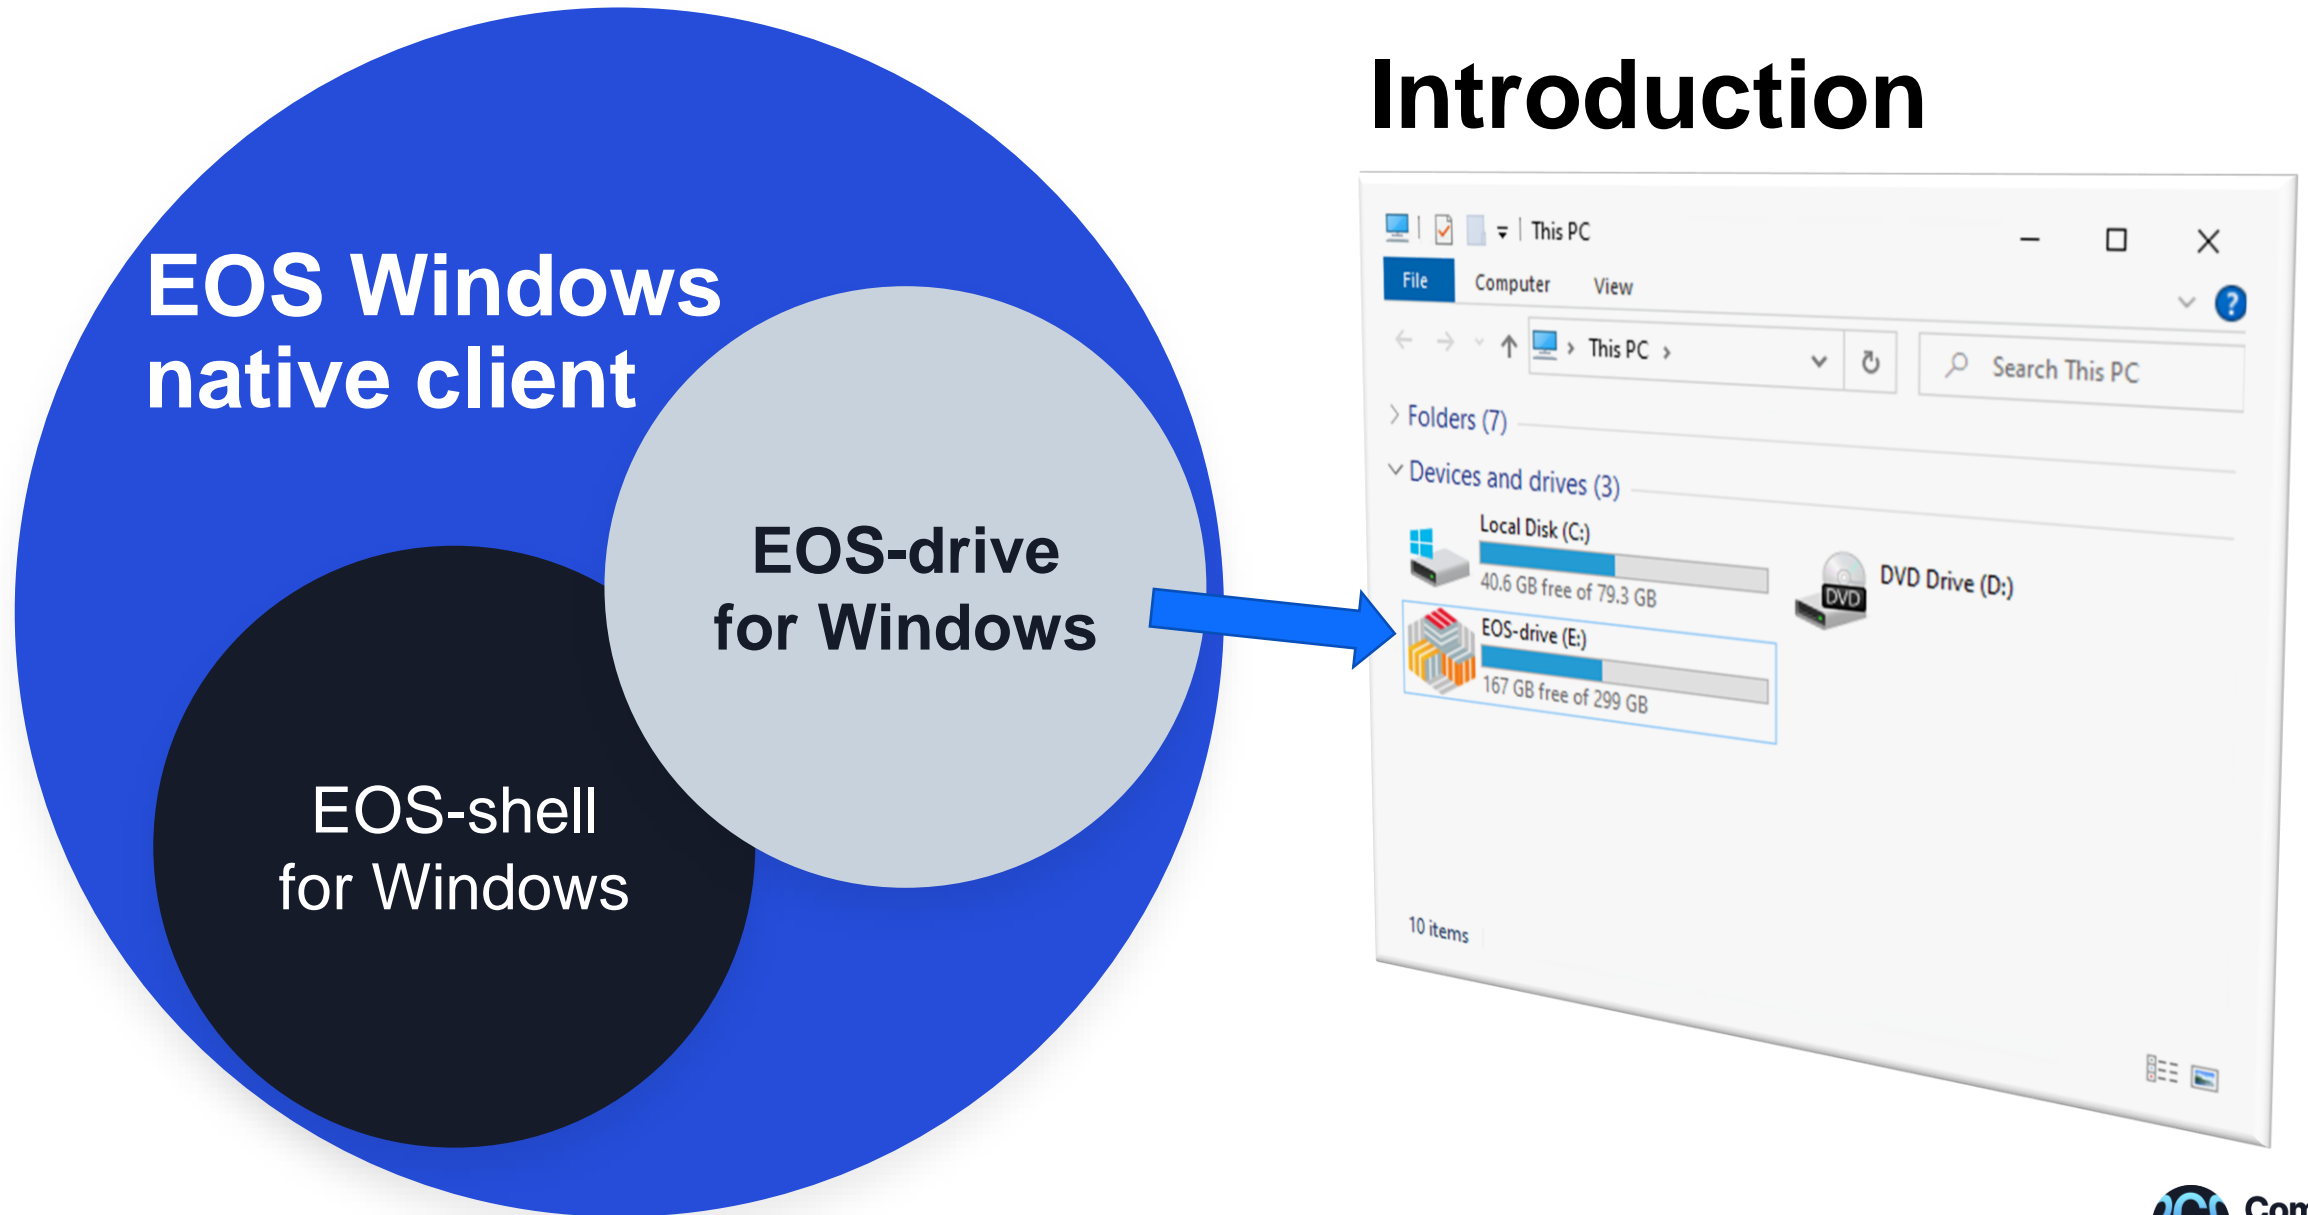 Introduction
EOS Windows
native client
EOS-drive
for Windows
EOS-shell
for Windows
This PC
File Computer View
This PC
Search This PC
Folders (7)
Devices and drives (3)
Local Disk (C:)
40.6 GB free of 79.3 GB
DVD
DVD Drive (D:)
EOS-drive (E:)
167 GB free of 299 GB
10 items